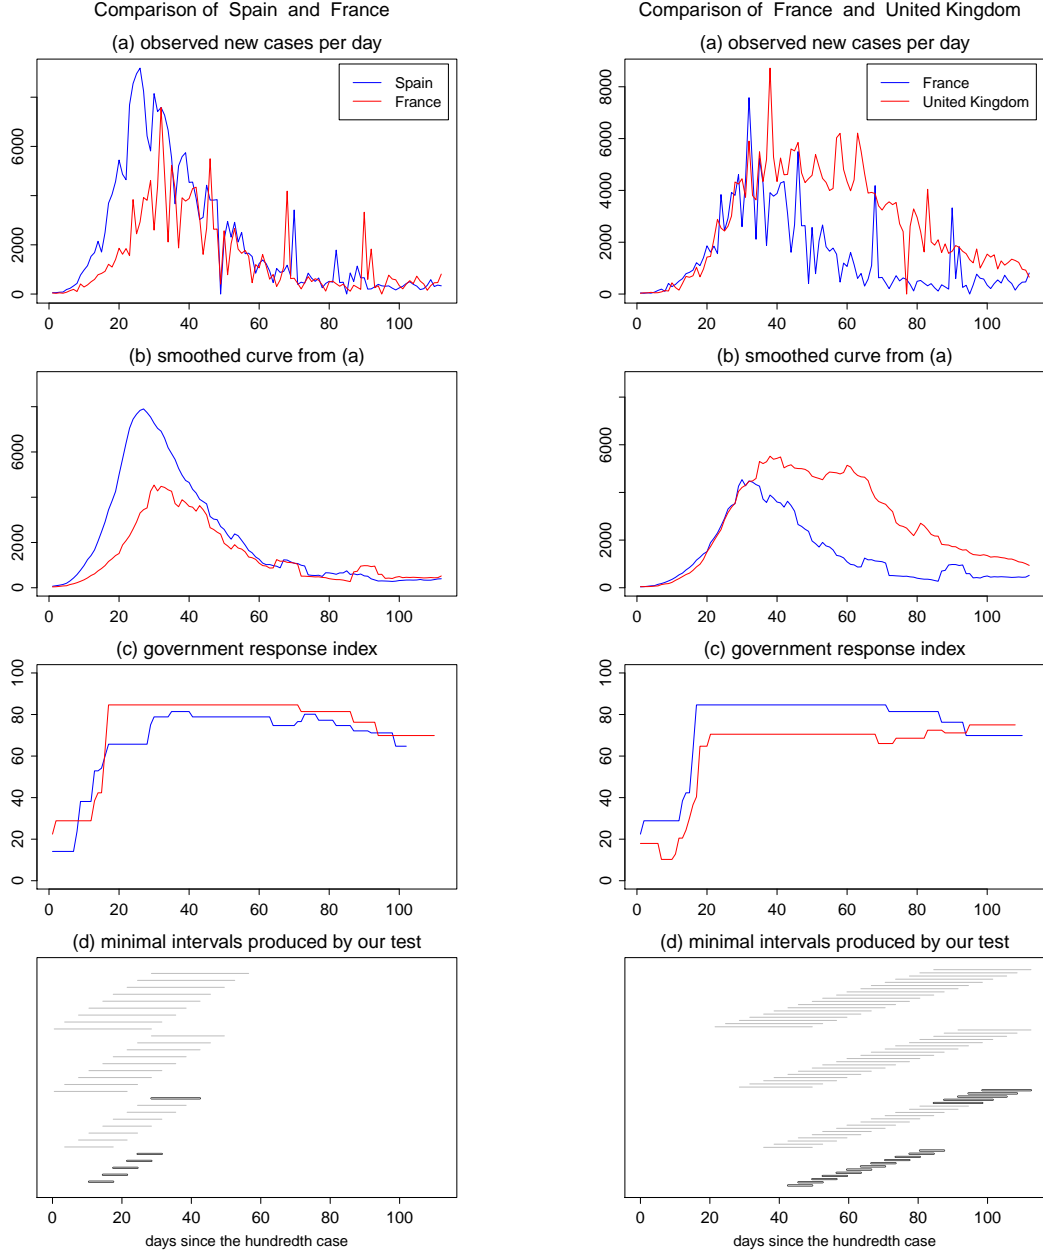 Comparison of Spain and France
(a) observed new cases per day
Spain
France
0 2000 6000
0 20 40 60 80 100
(b) smoothed curve from (a)
0 2000 6000
0 20 40 60 80 100
(c) government response index
0 20 40 60 80 100
0 20 40 60 80 100
(d) minimal intervals produced by our test
0 20 40 60 80 100
days since the hundredth case
Comparison of France and United Kingdom
(a) observed new cases per day
France
United Kingdom
0 2000 4000 6000 8000
0 20 40 60 80 100
(b) smoothed curve from (a)
0 2000 6000
0 20 40 60 80 100
(c) government response index
0 20 40 60 80 100
0 20 40 60 80 100
(d) minimal intervals produced by our test
0 20 40 60 80 100
days since the hundredth case